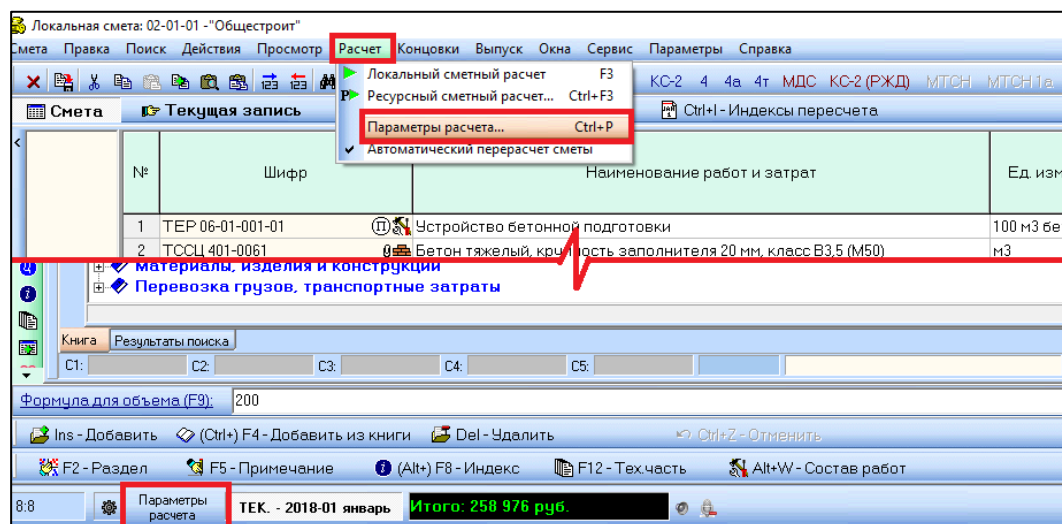 Локальная смета: 02-01-01 -"Общестроит"
Смета Правка Поиск Действия Просмотр Расчет Концовки Выпуск Окна Сервис Параметры Справка
КС-2 4 4а 4т МДС КС-2 (РЖД) МТСН МТСН 1а
Локальный сметный расчет F3
Ресурсный сметный расчет... Ctrl+F3
Параметры расчета... Ctrl+P
Автоматический перерасчет сметы
Смета Текущая запись Ctrl+I - Индексы пересчета
№ Шифр Наименование работ и затрат Ед. изм
1 ТЕР 06-01-001-01 П Устройство бетонной подготовки 100 м3 бе
2 ТССЦ 401-0061 Бетон тяжелый, крупность заполнителя 20 мм, класс В3,5 (М50) м3
Материалы, изделия и конструкции
Перевозка грузов, транспортные затраты
Книга Результаты поиска
С1: С2: С3: С4: С5:
Формула для объема (F9): 200
Ins - Добавить (Ctrl+) F4 - Добавить из книги Del - Удалить Ctrl+Z - Отменить
F2 - Раздел F5 - Примечание (Alt+) F8 - Индекс F12 - Тех.часть Alt+W - Состав работ
8:8 Параметры расчета ТЕК. - 2018-01 январь Итого: 258 976 руб.